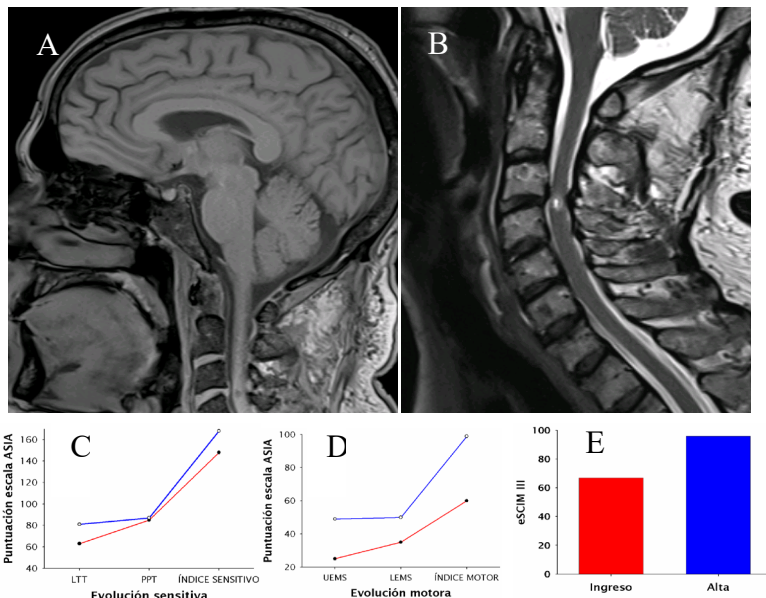 A
B
C
Puntuación escala ASIA
160
140
120
100
80
60
40
LTT
PPT
ÍNDICE SENSITIVO
Evolución sensitiva
D
Puntuación escala ASIA
100
80
60
40
20
UEMS
LEMS
ÍNDICE MOTOR
Evolución motora
E
eSCIM III
100
80
60
40
20
0
Ingreso
Alta